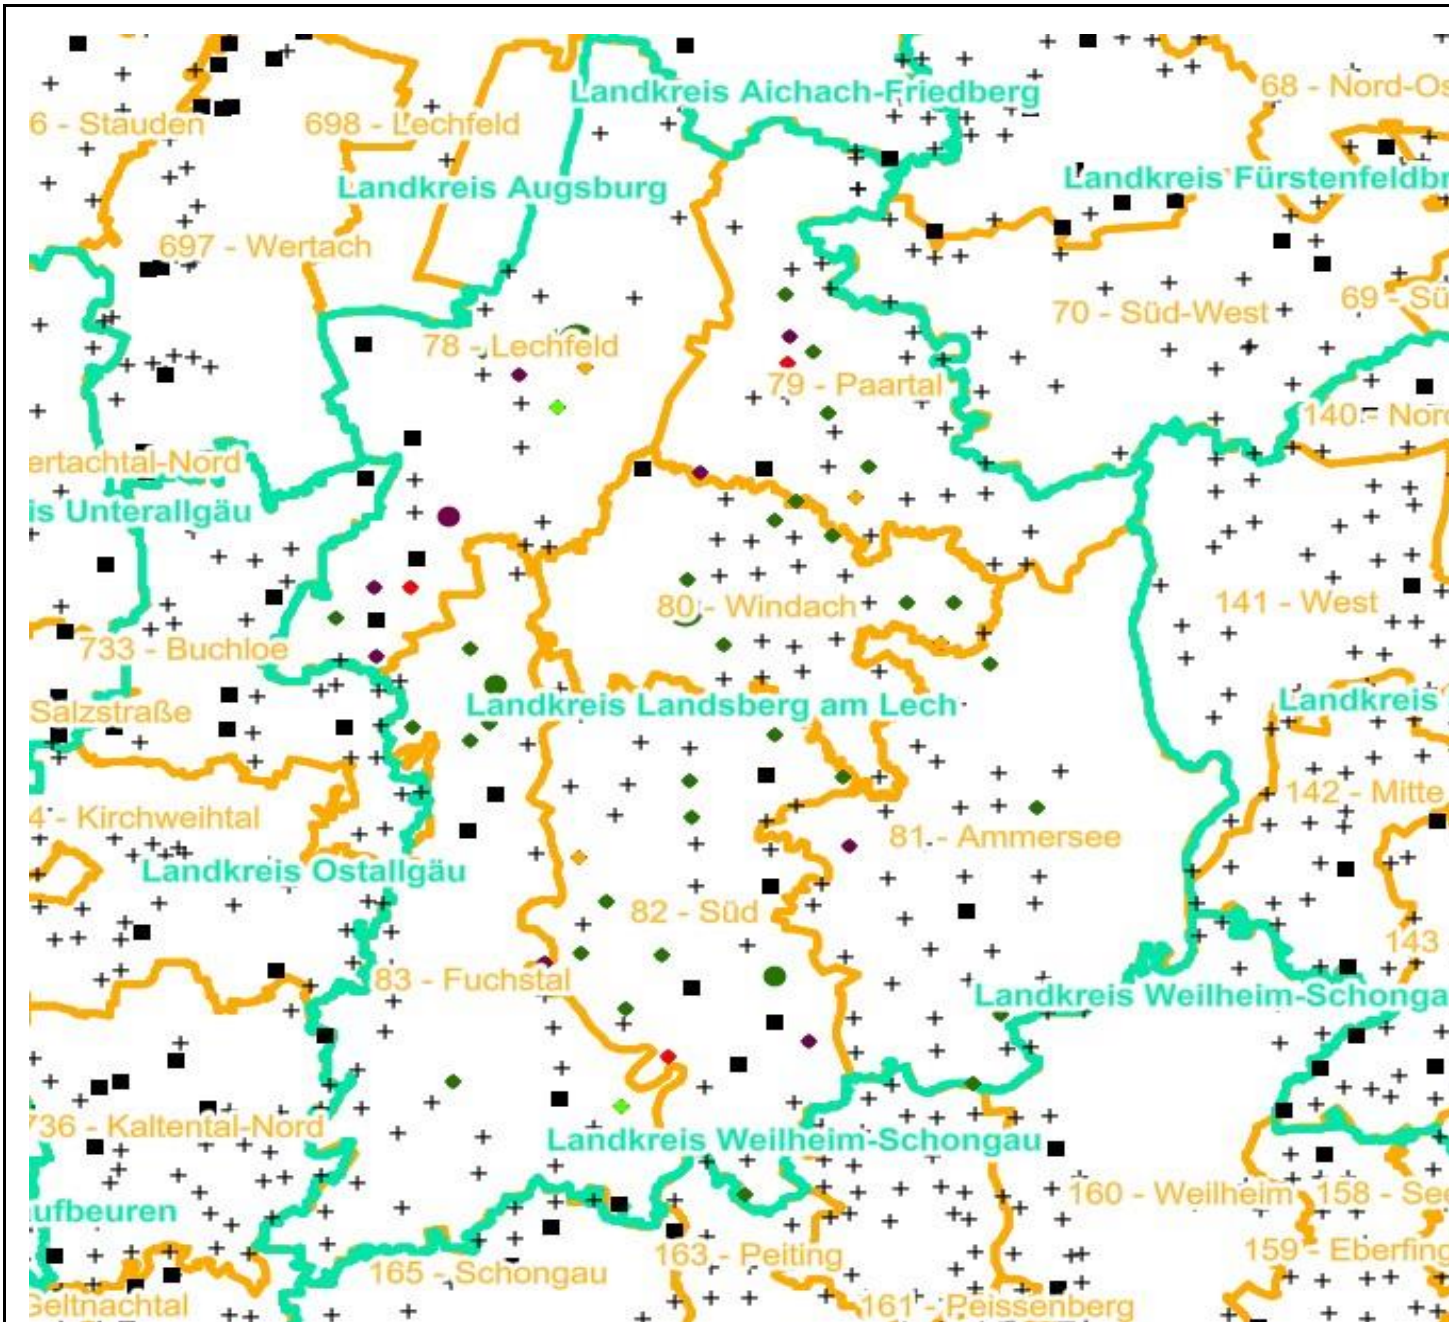 Landkreis Aichach-Friedberg
68 - Nord-Os
6 - Stauden
698 - Lechfeld
Landkreis Augsburg
Landkreis Fürstenfeldbr
697 - Wertach
69 - Sü
70 - Süd-West
78 - Lechfeld
79 - Paartal
140 - Nord
ertachtal-Nord
is Unterallgäu
80 - Windach
141 - West
733 - Buchloe
Landkreis
Salzstraße
Landkreis Landsberg am Lech
142 - Mitte
4 - Kirchweihtal
81 - Ammersee
Landkreis Ostallgäu
82 - Süd
143
83 - Fuchstal
Landkreis Weilheim-Schonga
736 - Kaltental-Nord
Landkreis Weilheim-Schongau
160 - Weilheim
158 - See
ufbeuren
163 - Peiting
159 - Eberfing
165 - Schongau
Geltnachtal
161 - Peissenberg